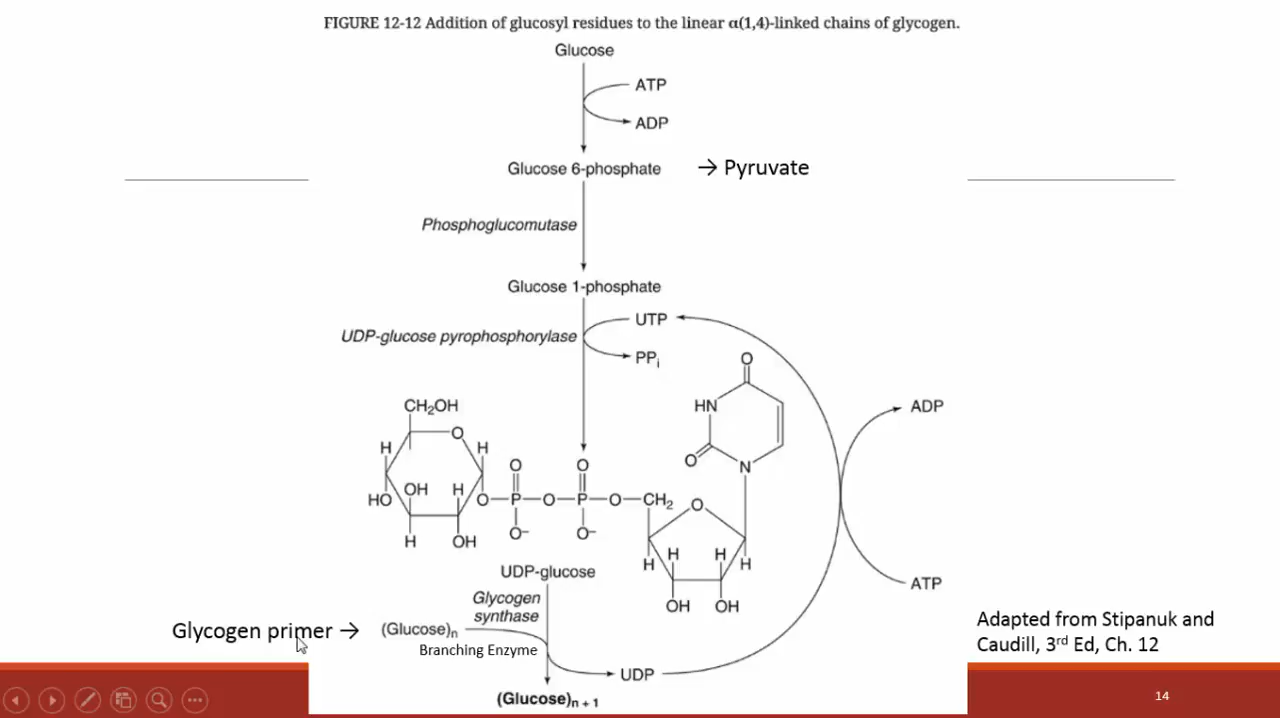 FIGURE 12-12 Addition of glucosyl residues to the linear α(1,4)-linked chains of glycogen.
Glucose
ATP
ADP
Glucose 6-phosphate → Pyruvate
Phosphoglucomutase
Glucose 1-phosphate
UTP
UDP-glucose pyrophosphorylase
PPi
O
HN
O
N
ADP
CH₂OH
O
H
H
OH
H
HO
H
OH
O
O
O
O—P—O—P—O—CH₂
O⁻
O⁻
O
H
H
H
H
OH
OH
ATP
UDP-glucose
Glycogen
synthase
Glycogen primer →
(Glucose)n
Branching Enzyme
UDP
(Glucose)n + 1
Adapted from Stipanuk and
Caudill, 3rd Ed, Ch. 12
14